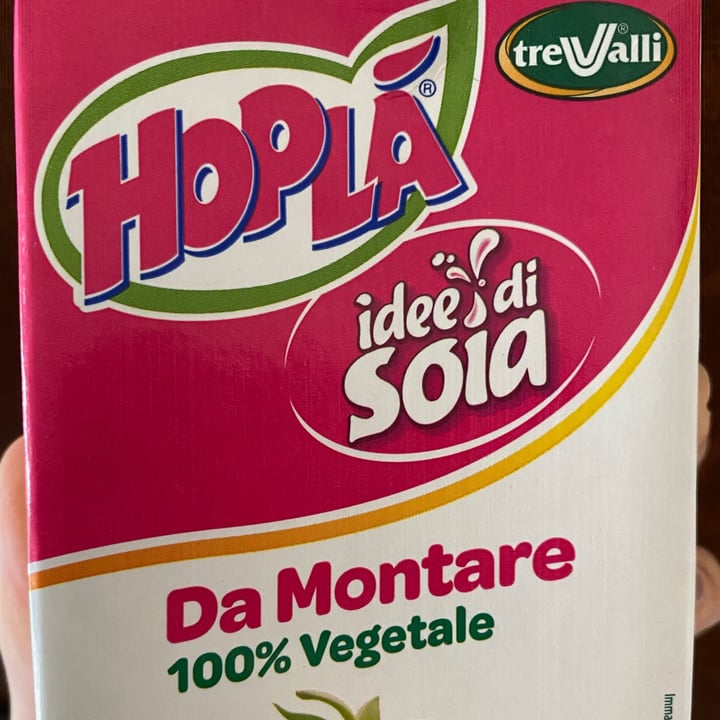 treValli®
HOPLÀ®
idee di
soia
Da Montare
100% Vegetale